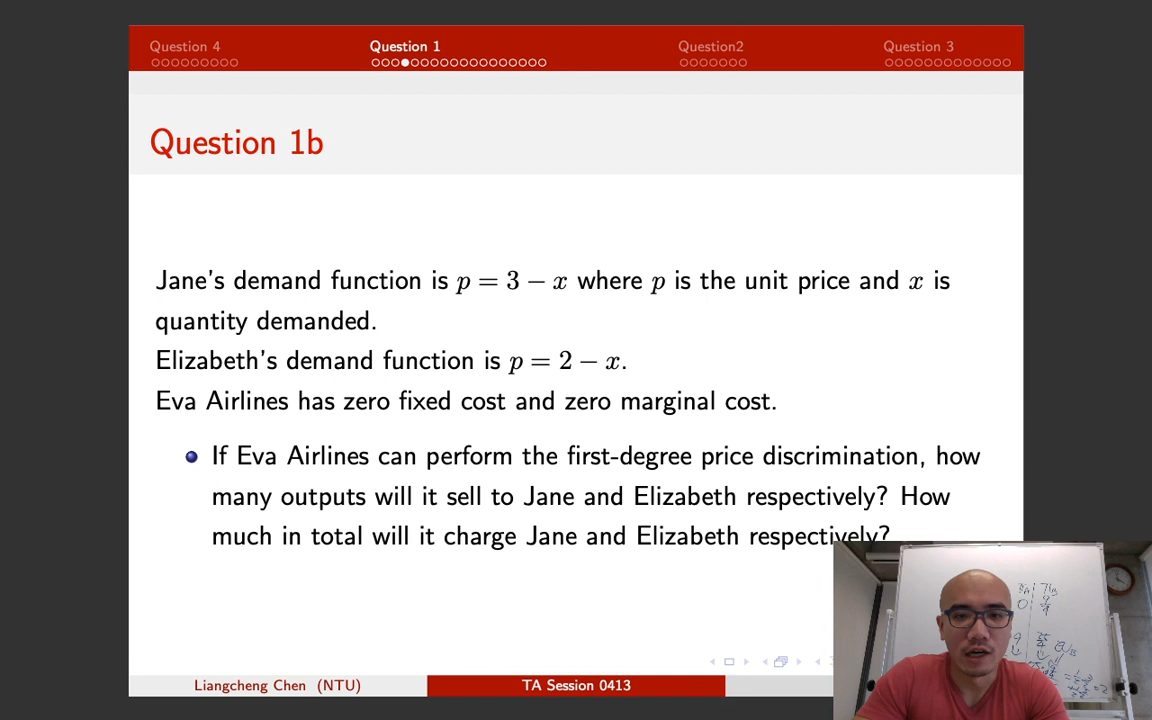 Question 4
Question 1
Question2
Question 3
Question 1b
Jane's demand function is p = 3 − x where p is the unit price and x is
quantity demanded.
Elizabeth's demand function is p = 2 − x.
Eva Airlines has zero fixed cost and zero marginal cost.
If Eva Airlines can perform the first-degree price discrimination, how
many outputs will it sell to Jane and Elizabeth respectively? How
much in total will it charge Jane and Elizabeth respectively?
Liangcheng Chen (NTU)
TA Session 0413